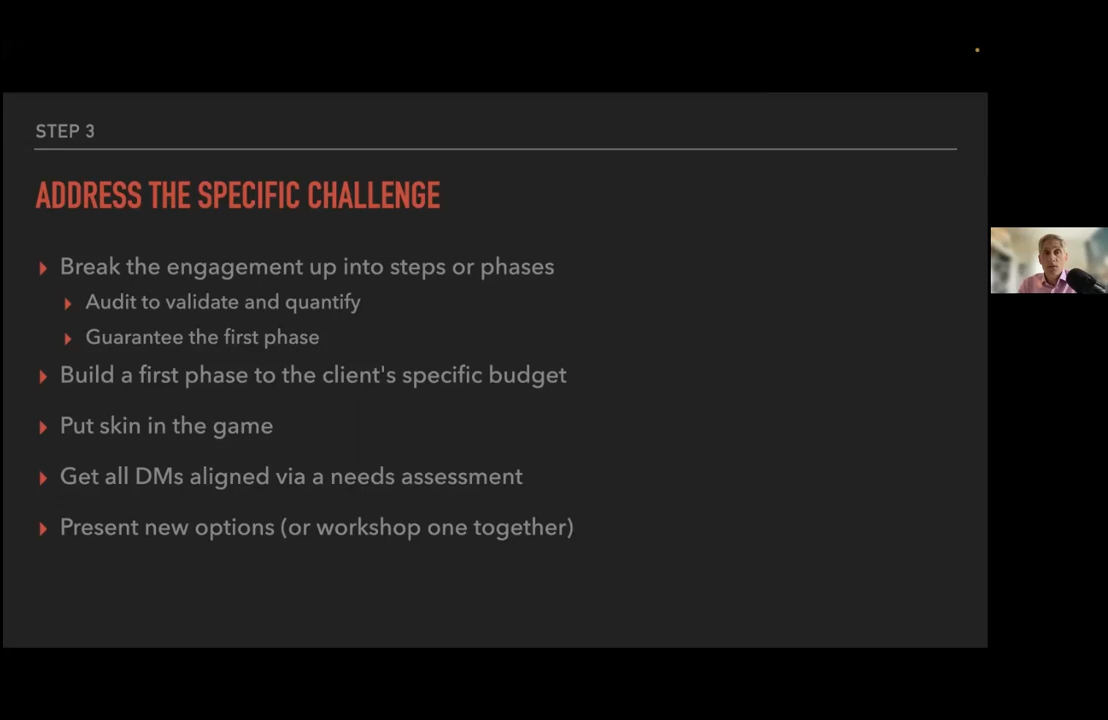 STEP 3
ADDRESS THE SPECIFIC CHALLENGE
Break the engagement up into steps or phases
Audit to validate and quantify
Guarantee the first phase
Build a first phase to the client's specific budget
Put skin in the game
Get all DMs aligned via a needs assessment
Present new options (or workshop one together)